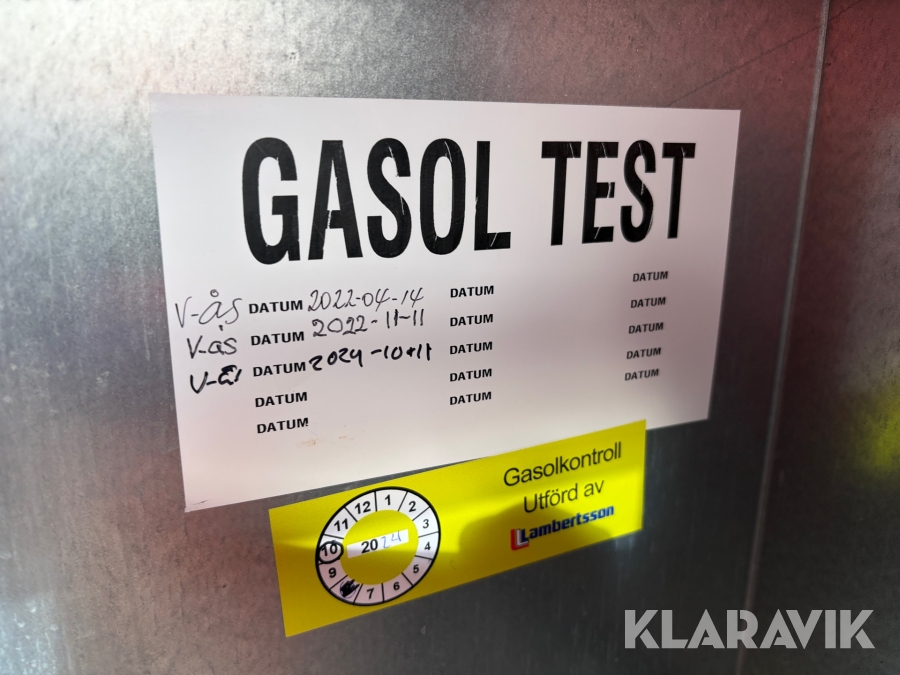 GASOL TEST
V-ÅS DATUM 2022-04-14 DATUM DATUM
V-ås DATUM 2022-11-11 DATUM DATUM
DATUM 2024-10-11 DATUM DATUM
DATUM DATUM DATUM
DATUM DATUM DATUM
Gasolkontroll
Utförd av
Lambertsson
12 1 2 3 4 5 6 7 9 10 11
2024
KLARAVIK